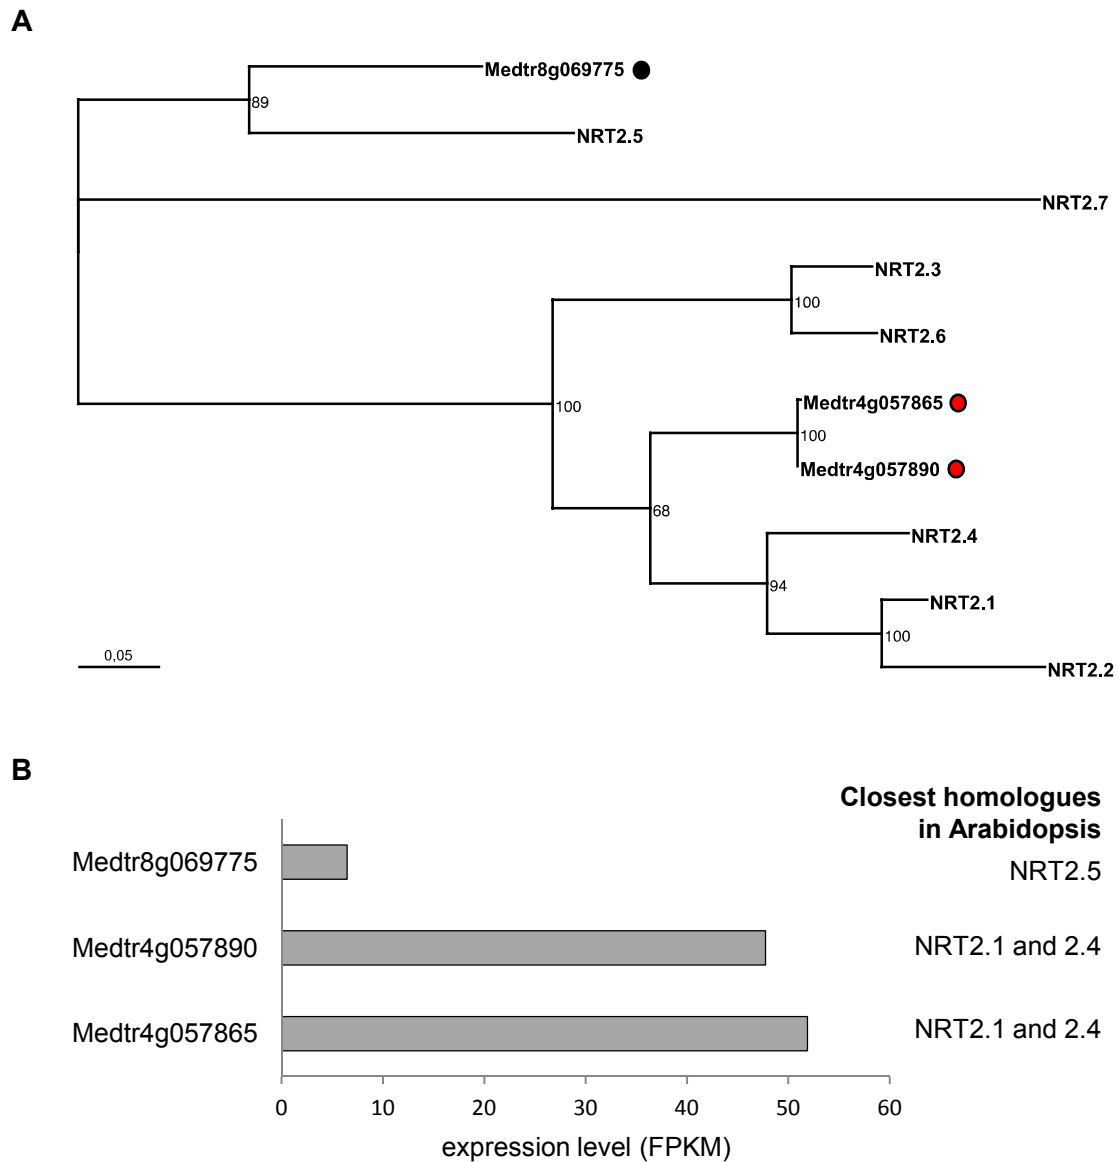 A
Medtr8g069775
89
NRT2.5
NRT2.7
NRT2.3
100
NRT2.6
Medtr4g057865
100
100
Medtr4g057890
68
NRT2.4
94
NRT2.1
100
0,05
NRT2.2
B
Closest homologues
in Arabidopsis
Medtr8g069775
NRT2.5
Medtr4g057890
NRT2.1 and 2.4
Medtr4g057865
NRT2.1 and 2.4
0 10 20 30 40 50 60
expression level (FPKM)